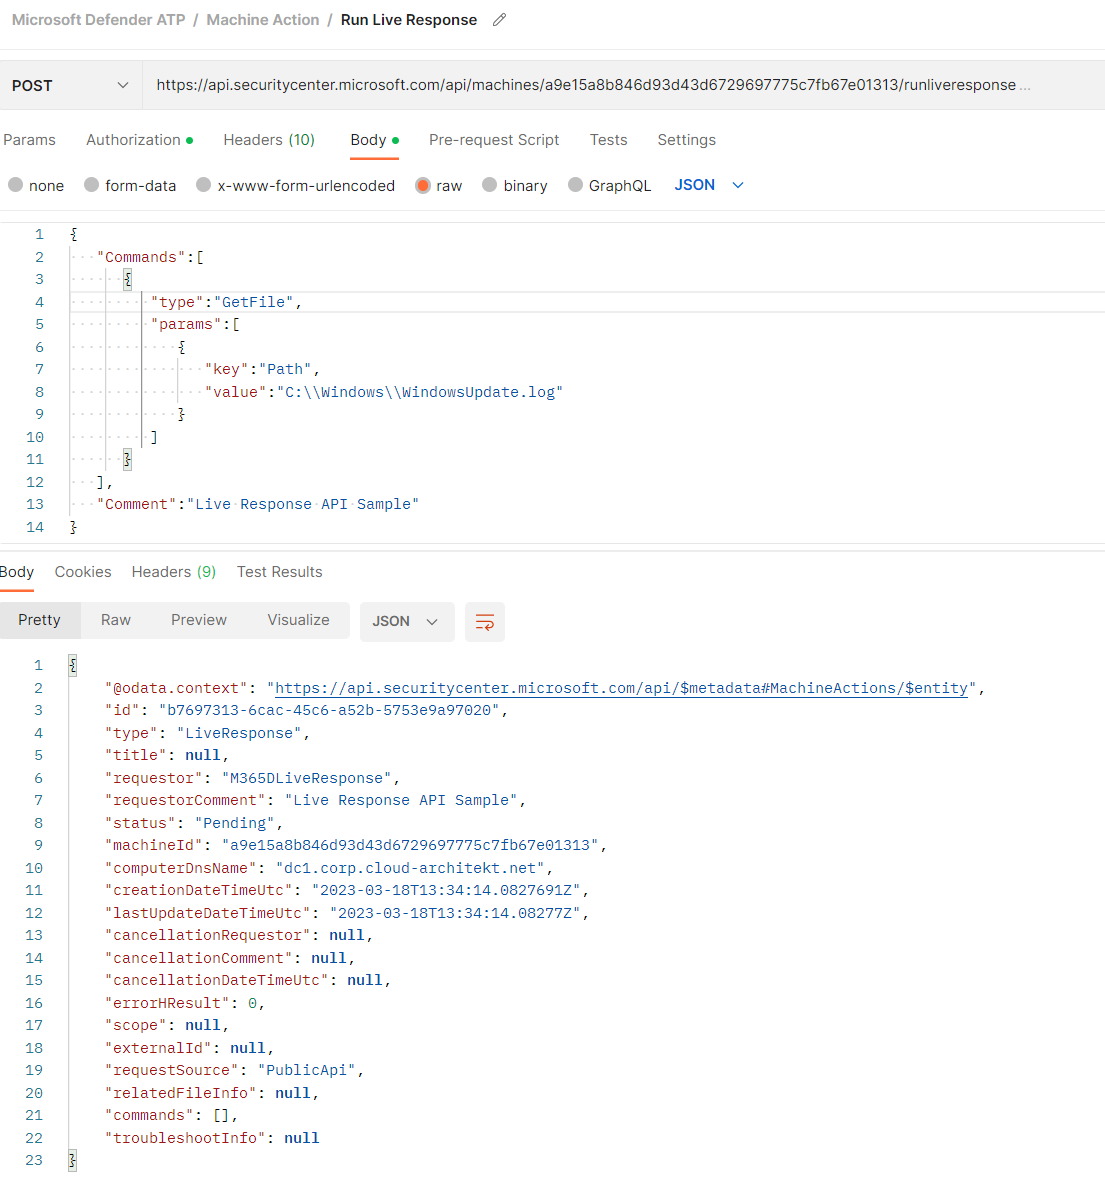 Microsoft Defender ATP / Machine Action / Run Live Response
POST https://api.securitycenter.microsoft.com/api/machines/a9e15a8b846d93d43d6729697775c7fb67e01313/runliveresponse ...
Params Authorization Headers (10) Body Pre-request Script Tests Settings
none form-data x-www-form-urlencoded raw binary GraphQL JSON
1 {
2 "Commands":[
3 {
4 "type":"GetFile",
5 "params":[
6 {
7 "key":"Path",
8 "value":"C:\\Windows\\WindowsUpdate.log"
9 }
10 ]
11 }
12 ],
13 "Comment":"Live Response API Sample"
14 }
Body Cookies Headers (9) Test Results
Pretty Raw Preview Visualize JSON
1 {
2 "@odata.context": "https://api.securitycenter.microsoft.com/api/$metadata#MachineActions/$entity",
3 "id": "b7697313-6cac-45c6-a52b-5753e9a97020",
4 "type": "LiveResponse",
5 "title": null,
6 "requestor": "M365DLiveResponse",
7 "requestorComment": "Live Response API Sample",
8 "status": "Pending",
9 "machineId": "a9e15a8b846d93d43d6729697775c7fb67e01313",
10 "computerDnsName": "dc1.corp.cloud-architekt.net",
11 "creationDateTimeUtc": "2023-03-18T13:34:14.0827691Z",
12 "lastUpdateDateTimeUtc": "2023-03-18T13:34:14.08277Z",
13 "cancellationRequestor": null,
14 "cancellationComment": null,
15 "cancellationDateTimeUtc": null,
16 "errorHResult": 0,
17 "scope": null,
18 "externalId": null,
19 "requestSource": "PublicApi",
20 "relatedFileInfo": null,
21 "commands": [],
22 "troubleshootInfo": null
23 }